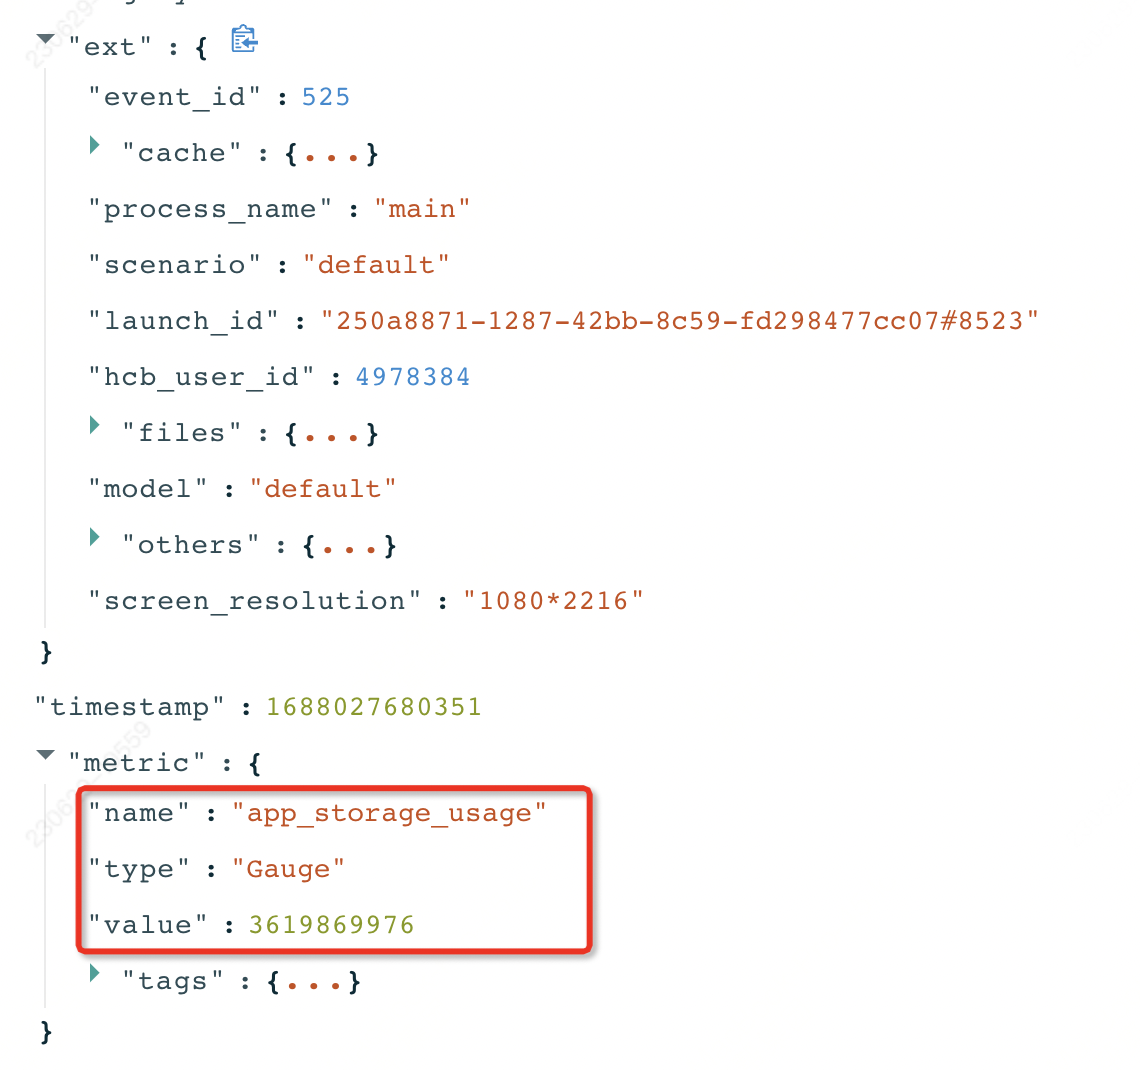 "ext" : {
"event_id" : 525
"cache" : {...}
"process_name" : "main"
"scenario" : "default"
"launch_id" : "250a8871-1287-42bb-8c59-fd298477cc07#8523"
"hcb_user_id" : 4978384
"files" : {...}
"model" : "default"
"others" : {...}
"screen_resolution" : "1080*2216"
}
"timestamp" : 1688027680351
"metric" : {
"name" : "app_storage_usage"
"type" : "Gauge"
"value" : 3619869976
"tags" : {...}
}